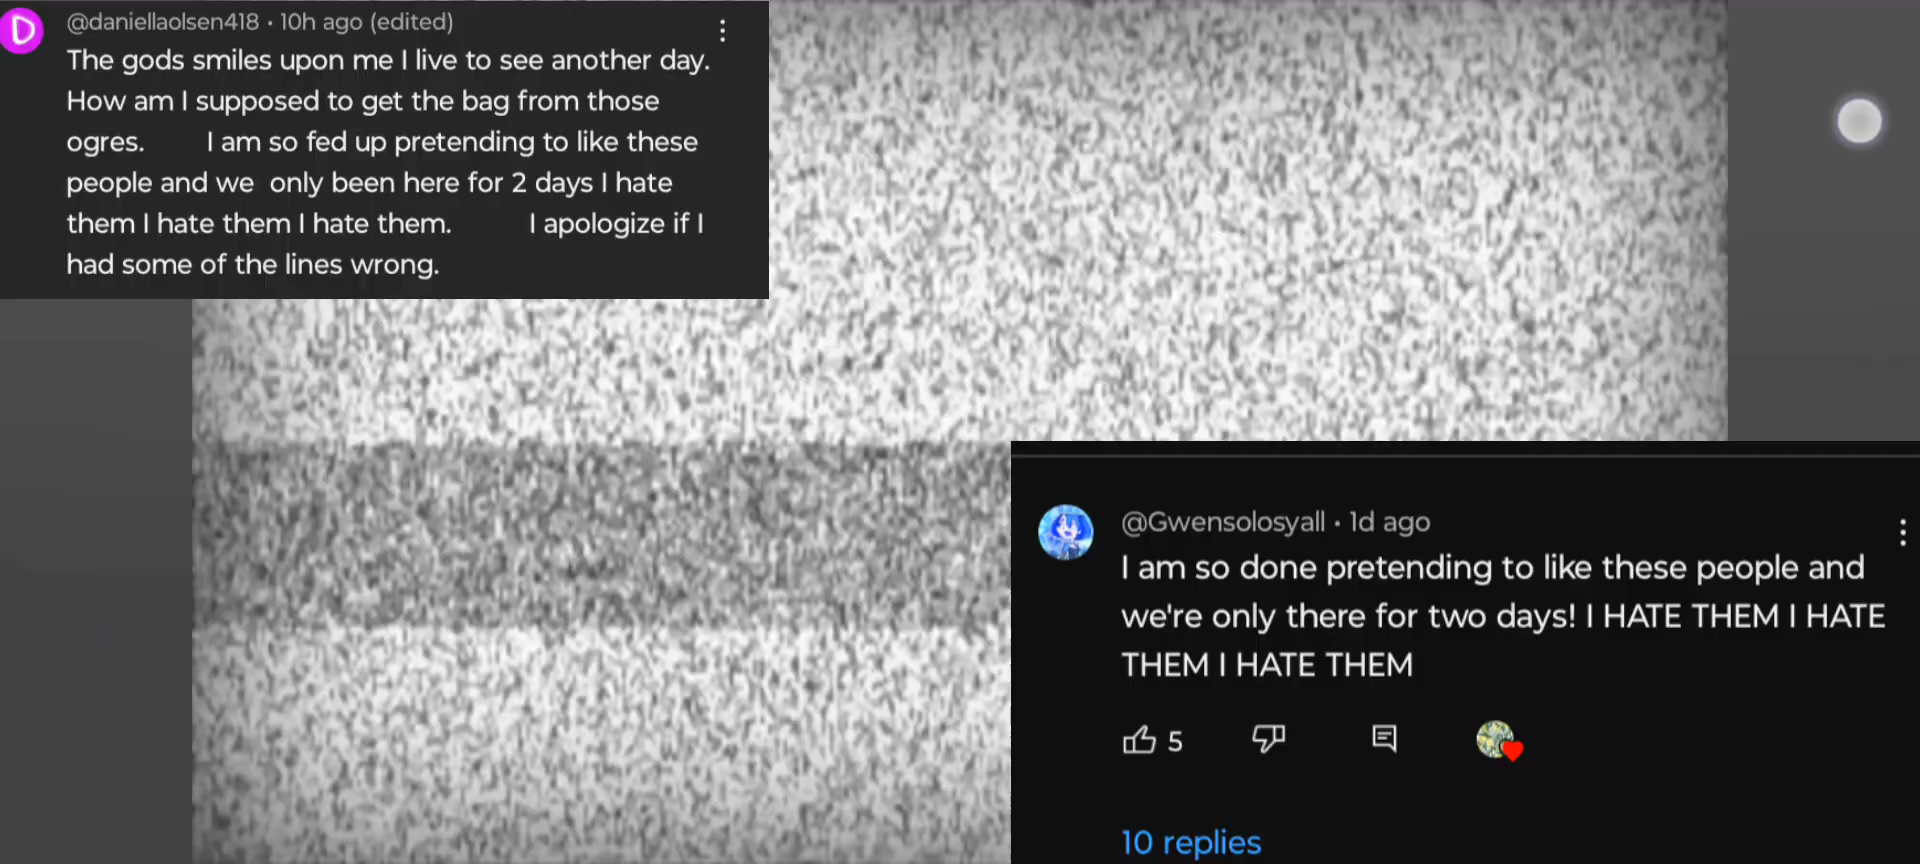 @daniellaolsen418 • 10h ago (edited)
The gods smiles upon me I live to see another day.
How am I supposed to get the bag from those
ogres. I am so fed up pretending to like these
people and we only been here for 2 days I hate
them I hate them I hate them. I apologize if I
had some of the lines wrong.
@Gwensolosyall • 1d ago
I am so done pretending to like these people and
we're only there for two days! I HATE THEM I HATE
THEM I HATE THEM
5
10 replies